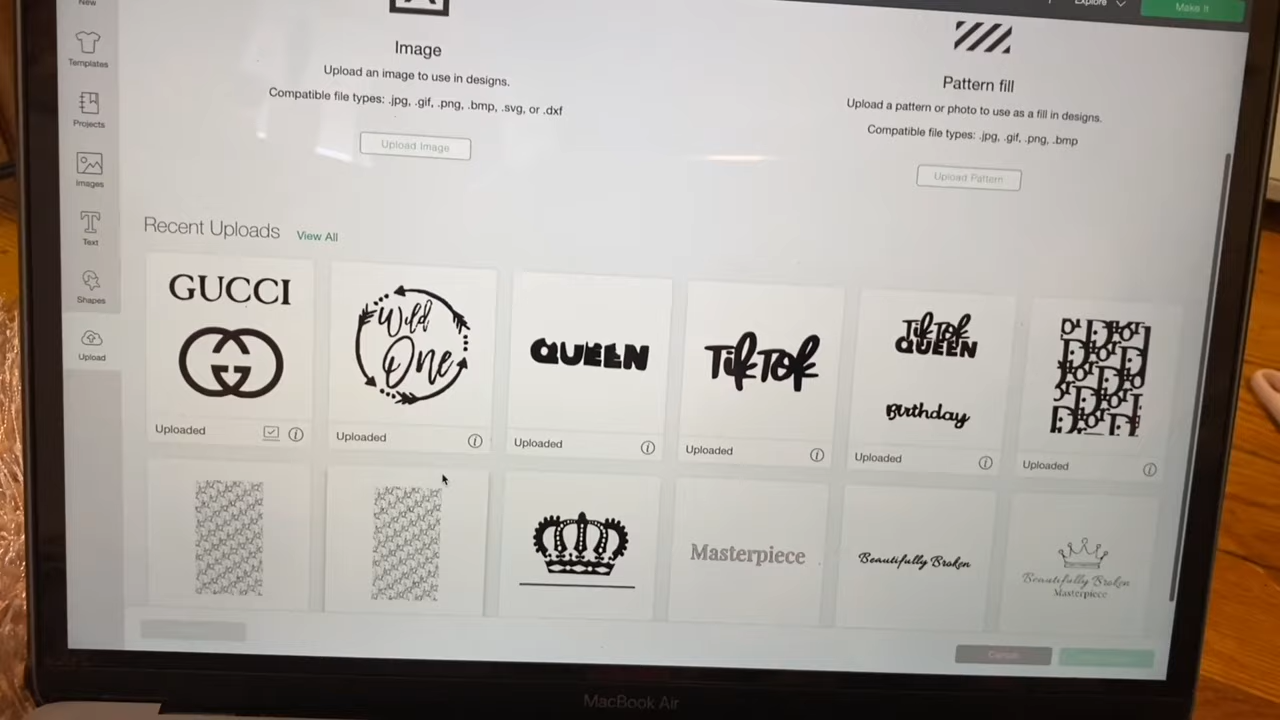 New
Explore
Make It
Templates
Projects
Images
Text
Shapes
Upload
Image
Upload an image to use in designs.
Compatible file types: .jpg, .gif, .png, .bmp, .svg, or .dxf
Upload Image
Pattern fill
Upload a pattern or photo to use as a fill in designs.
Compatible file types: .jpg, .gif, .png, .bmp
Upload Pattern
Recent Uploads View All
GUCCI
Uploaded
Wild
One
Uploaded
QUEEN
Uploaded
TikTok
Uploaded
TikTok
QUEEN
Birthday
Uploaded
Dior
Dior
Dior
Dior
Uploaded
Masterpiece
Beautifully Broken
Beautifully Broken
Masterpiece
Cancel
MacBook Air